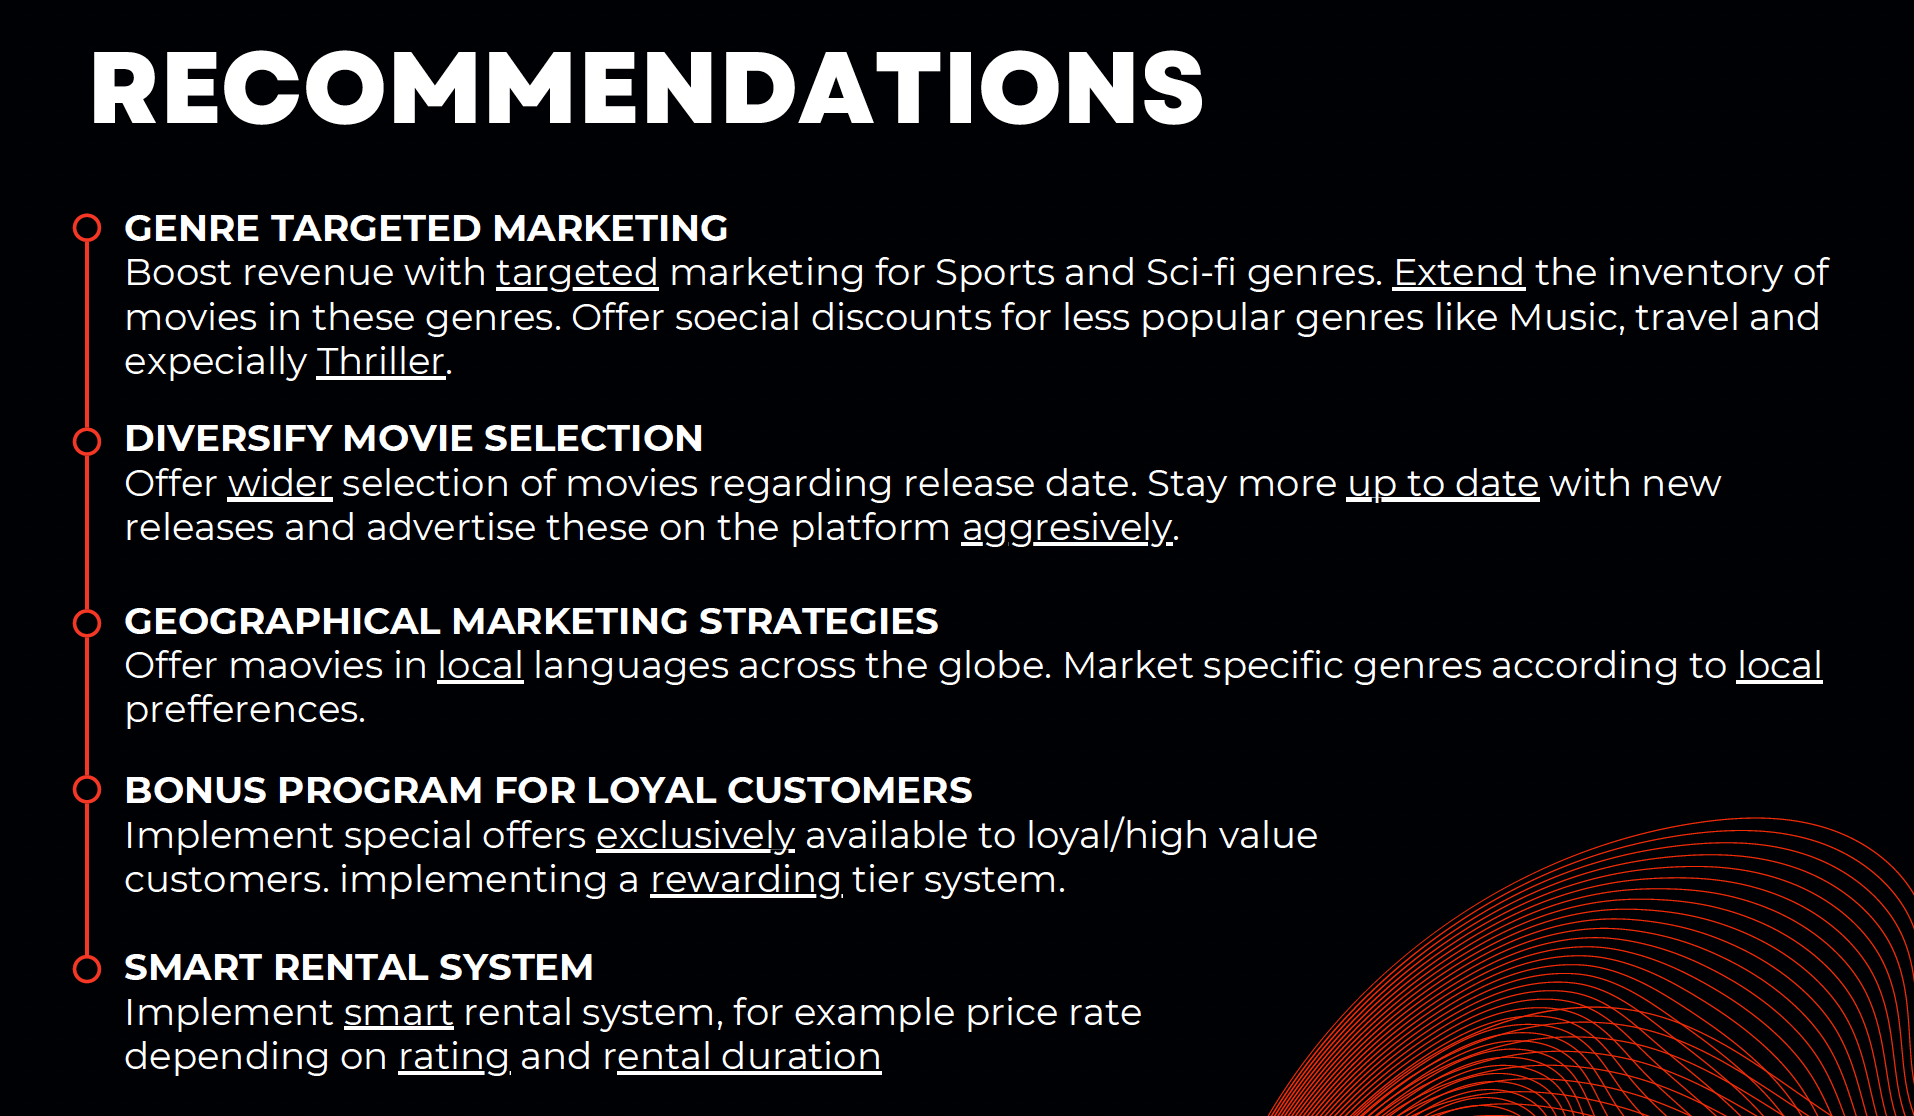 RECOMMENDATIONS
GENRE TARGETED MARKETING
Boost revenue with targeted marketing for Sports and Sci-fi genres. Extend the inventory of
movies in these genres. Offer soecial discounts for less popular genres like Music, travel and
expecially Thriller.
DIVERSIFY MOVIE SELECTION
Offer wider selection of movies regarding release date. Stay more up to date with new
releases and advertise these on the platform aggresively.
GEOGRAPHICAL MARKETING STRATEGIES
Offer maovies in local languages across the globe. Market specific genres according to local
prefferences.
BONUS PROGRAM FOR LOYAL CUSTOMERS
Implement special offers exclusively available to loyal/high value
customers. implementing a rewarding tier system.
SMART RENTAL SYSTEM
Implement smart rental system, for example price rate
depending on rating and rental duration